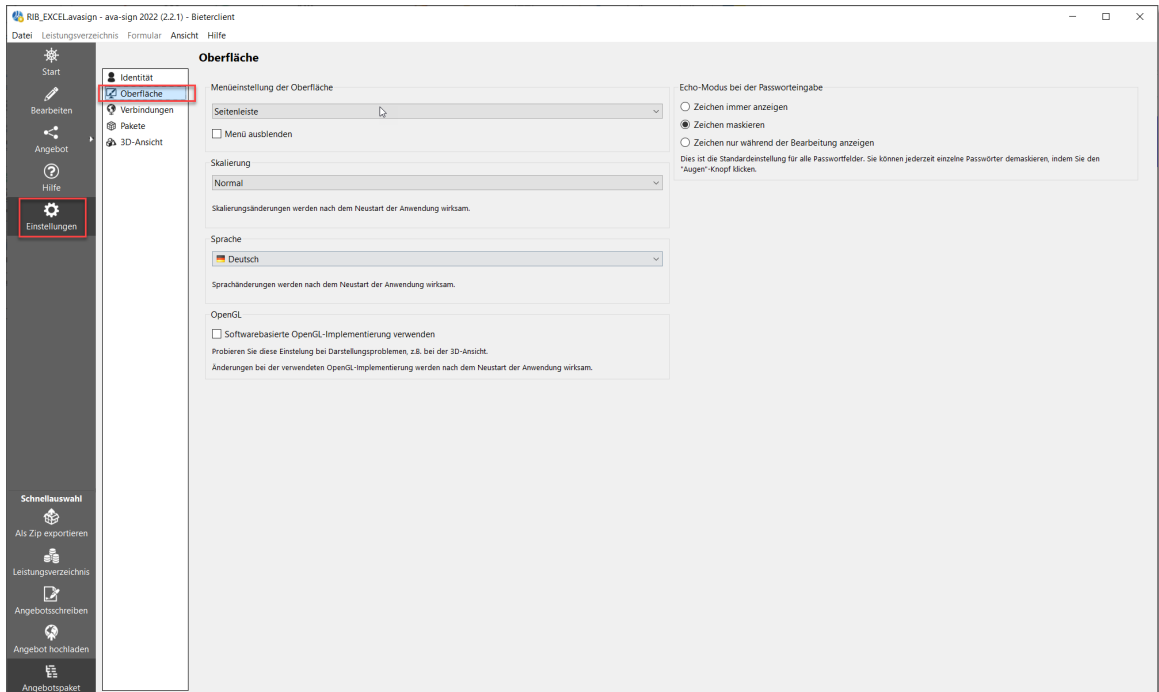 RIB_EXCEL.avasign - ava-sign 2022 (2.2.1) - Bieterclient
Datei Leistungsverzeichnis Formular Ansicht Hilfe
Start
Bearbeiten
Angebot
Hilfe
Einstellungen
Schnellauswahl
Als Zip exportieren
Leistungsverzeichnis
Angebotsschreiben
Angebot hochladen
Angebotspaket
Identität
Oberfläche
Verbindungen
Pakete
3D-Ansicht
Oberfläche
Menüeinstellung der Oberfläche
Seitenleiste
Menü ausblenden
Skalierung
Normal
Skalierungsänderungen werden nach dem Neustart der Anwendung wirksam.
Sprache
Deutsch
Sprachänderungen werden nach dem Neustart der Anwendung wirksam.
OpenGL
Softwarebasierte OpenGL-Implementierung verwenden
Probieren Sie diese Einstelung bei Darstellungsproblemen, z.B. bei der 3D-Ansicht.
Änderungen bei der verwendeten OpenGL-Implementierung werden nach dem Neustart der Anwendung wirksam.
Echo-Modus bei der Passworteingabe
Zeichen immer anzeigen
Zeichen maskieren
Zeichen nur während der Bearbeitung anzeigen
Dies ist die Standardeinstellung für alle Passwortfelder. Sie können jederzeit einzelne Passwörter demaskieren, indem Sie den
"Augen"-Knopf klicken.